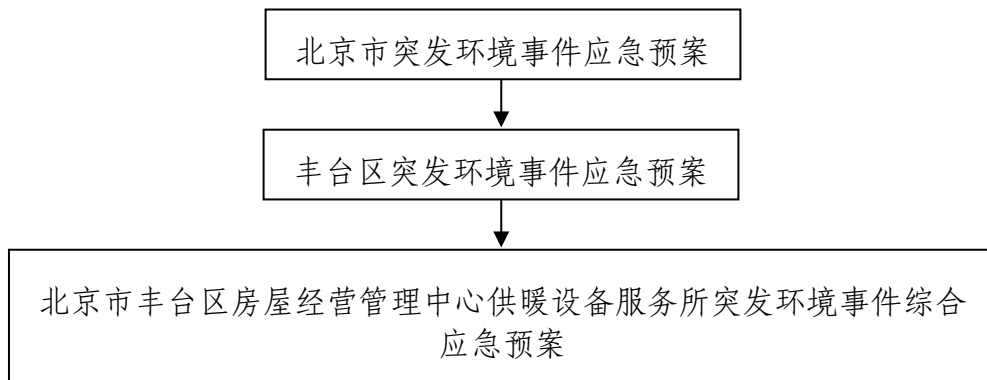 北京市突发环境事件应急预案
丰台区突发环境事件应急预案
北京市丰台区房屋经营管理中心供暖设备服务所突发环境事件综合
应急预案